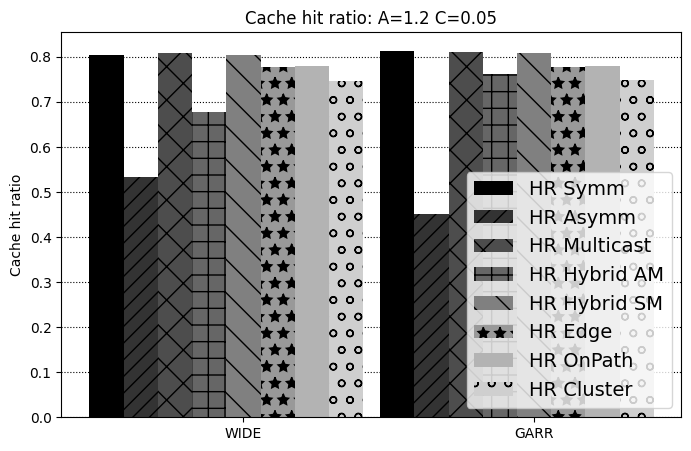 Cache hit ratio: A=1.2 C=0.05
Cache hit ratio
0.8
0.7
0.6
0.5
0.4
0.3
0.2
0.1
0.0
HR Symm
HR Asymm
HR Multicast
HR Hybrid AM
HR Hybrid SM
HR Edge
HR OnPath
HR Cluster
WIDE
GARR